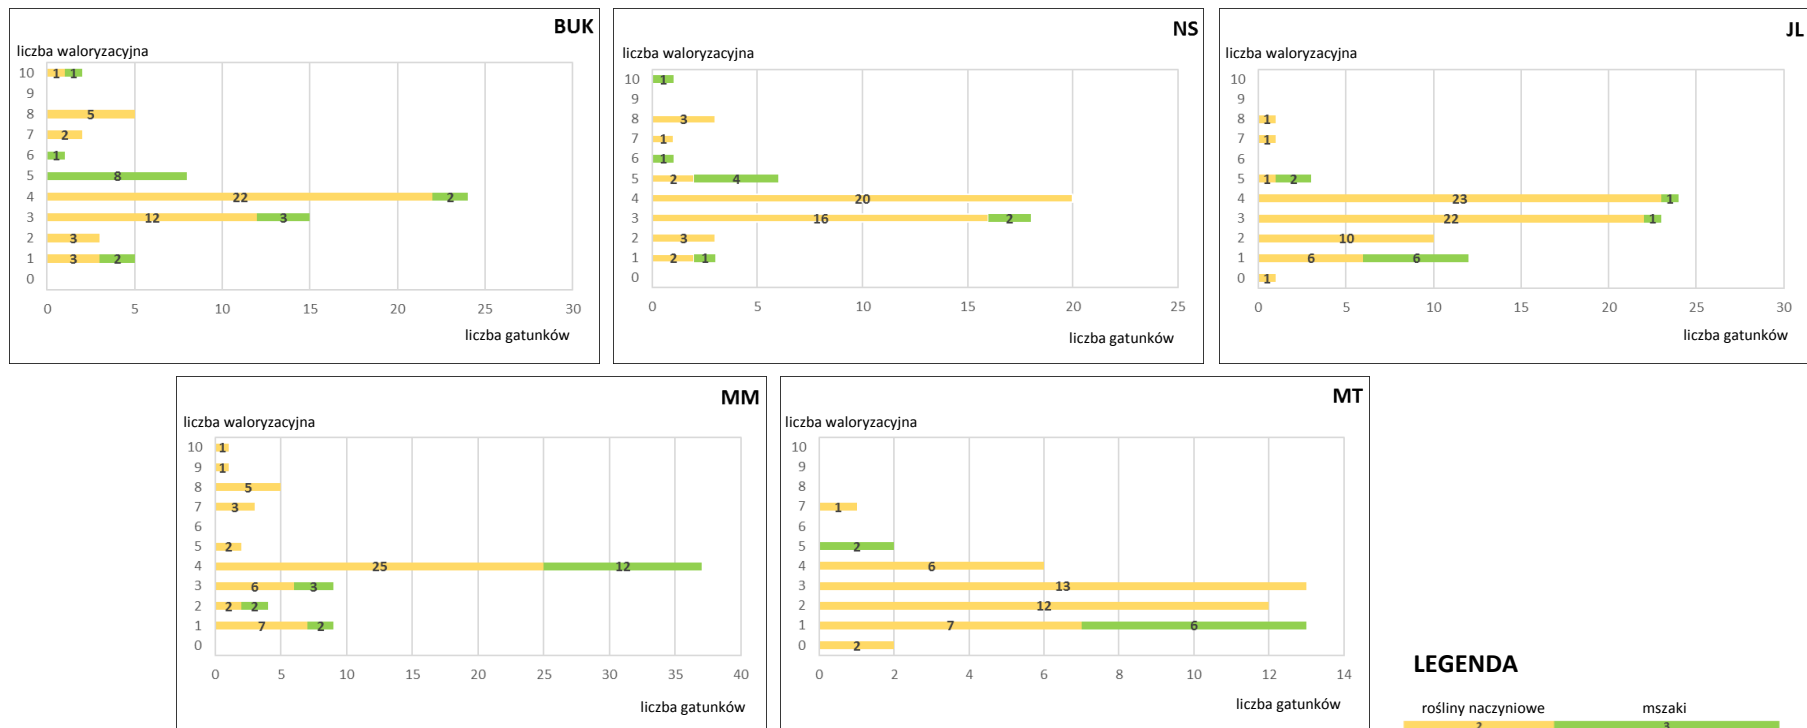 BUK
liczba waloryzacyjna
10 1 1
9
8 5
7 2
6 1
5 8
4 22 2
3 12 3
2 3
1 3 2
0
0 5 10 15 20 25 30
liczba gatunków
NS
liczba waloryzacyjna
10 1
9
8 3
7 1
6 1
5 2 4
4 20
3 16 2
2 3
1 2 1
0
0 5 10 15 20 25
liczba gatunków
JL
liczba waloryzacyjna
10
9
8 1
7 1
6
5 1 2
4 23 1
3 22 1
2 10
1 6 6
0 1
0 5 10 15 20 25 30
liczba gatunków
MM
liczba waloryzacyjna
10 1
9 1
8 5
7 3
6
5 2
4 25 12
3 6 3
2 2 2
1 7 2
0
0 5 10 15 20 25 30 35 40
liczba gatunków
MT
liczba waloryzacyjna
10
9
8
7 1
6
5 2
4 6
3 13
2 12
1 7 6
0 2
0 2 4 6 8 10 12 14
liczba gatunków
LEGENDA
rośliny naczyniowe mszaki
2 3